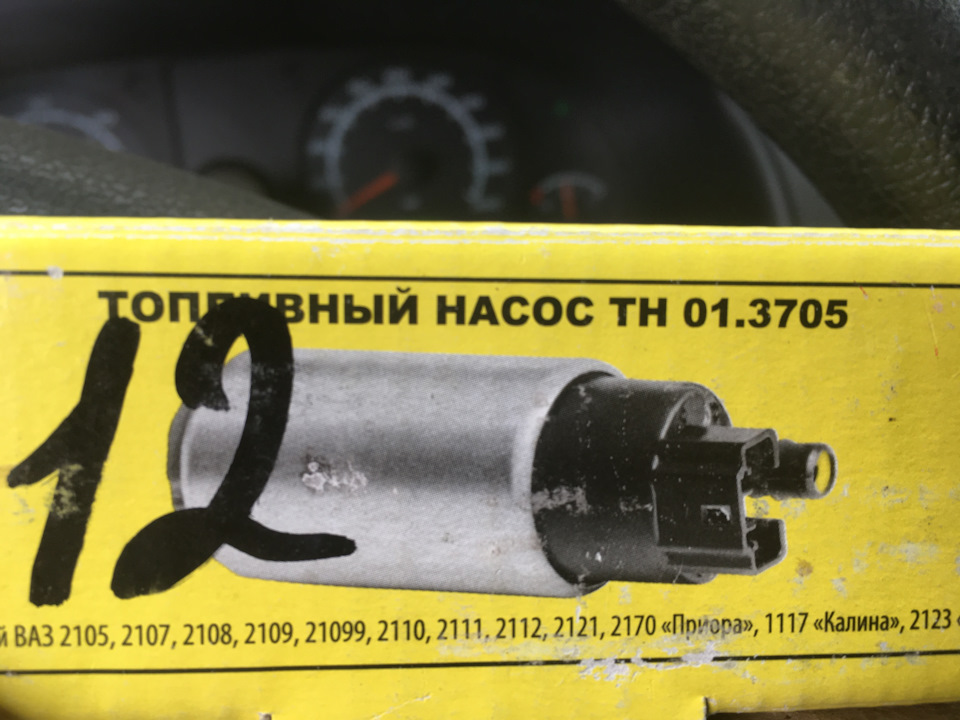 ТОПЛИВНЫЙ НАСОС ТН 01.3705
12
й ВАЗ 2105, 2107, 2108, 2109, 21099, 2110, 2111, 2112, 2121, 2170 «Приора», 1117 «Калина», 2123 «